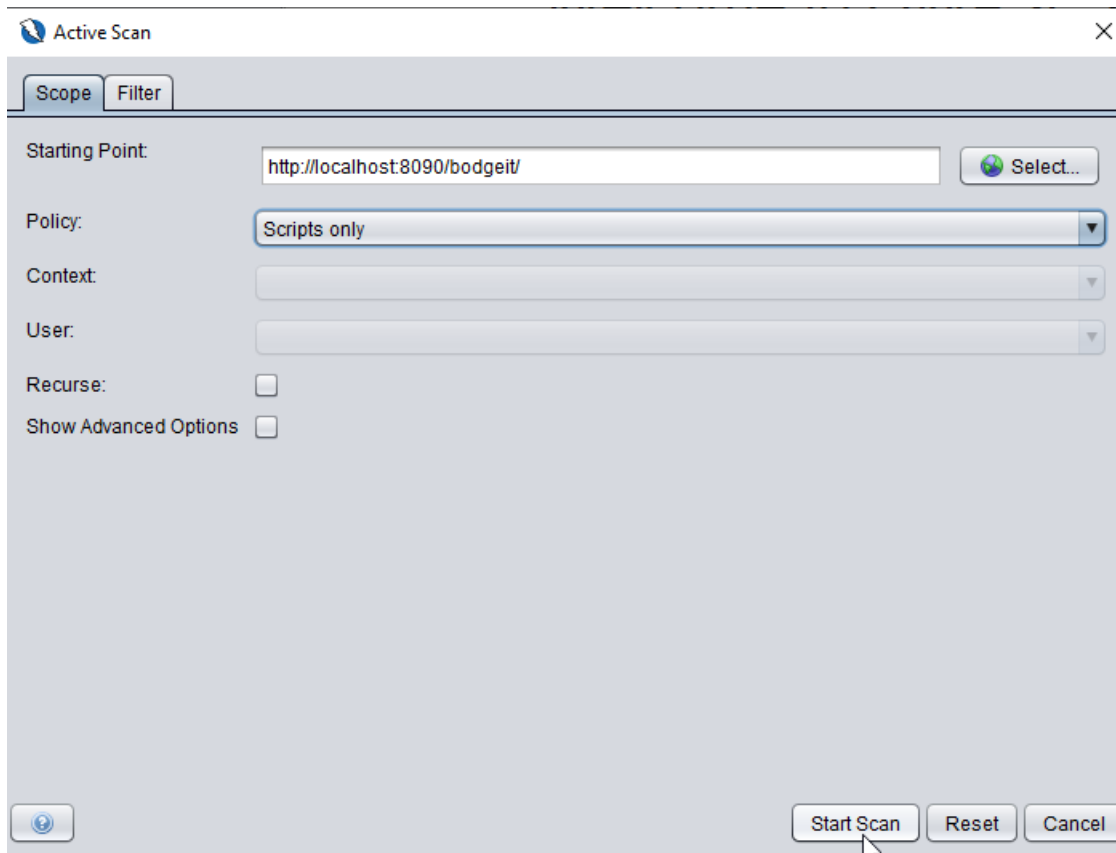 Active Scan
Scope Filter
Starting Point: http://localhost:8090/bodgeit/ Select...
Policy: Scripts only
Context:
User:
Recurse:
Show Advanced Options
Start Scan Reset Cancel